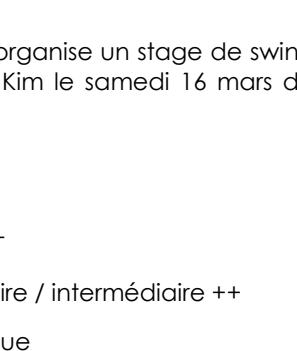 organise un stage de swin
Kim le samedi 16 mars d
ire / intermédiaire ++
ue